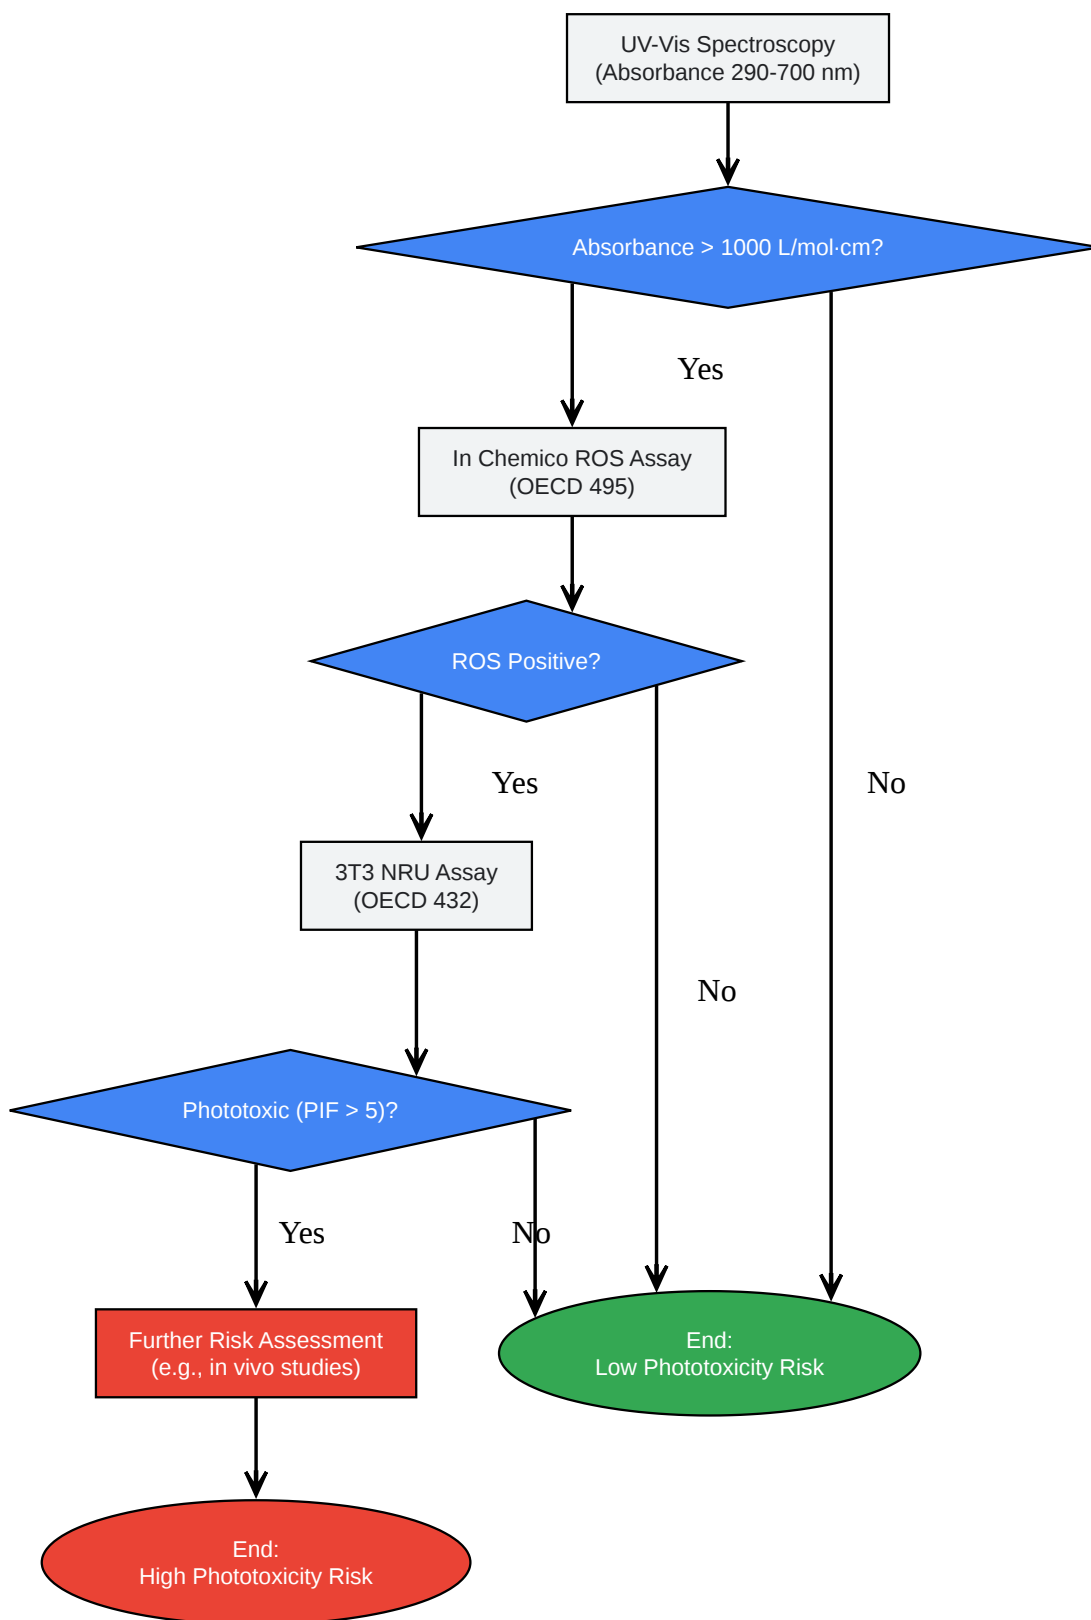 UV-Vis Spectroscopy
(Absorbance 290-700 nm)
Absorbance > 1000 L/mol·cm?
Yes
In Chemico ROS Assay
(OECD 495)
ROS Positive?
Yes
No
3T3 NRU Assay
(OECD 432)
No
Phototoxic (PIF > 5)?
Yes
No
Further Risk Assessment
(e.g., in vivo studies)
End:
Low Phototoxicity Risk
End:
High Phototoxicity Risk